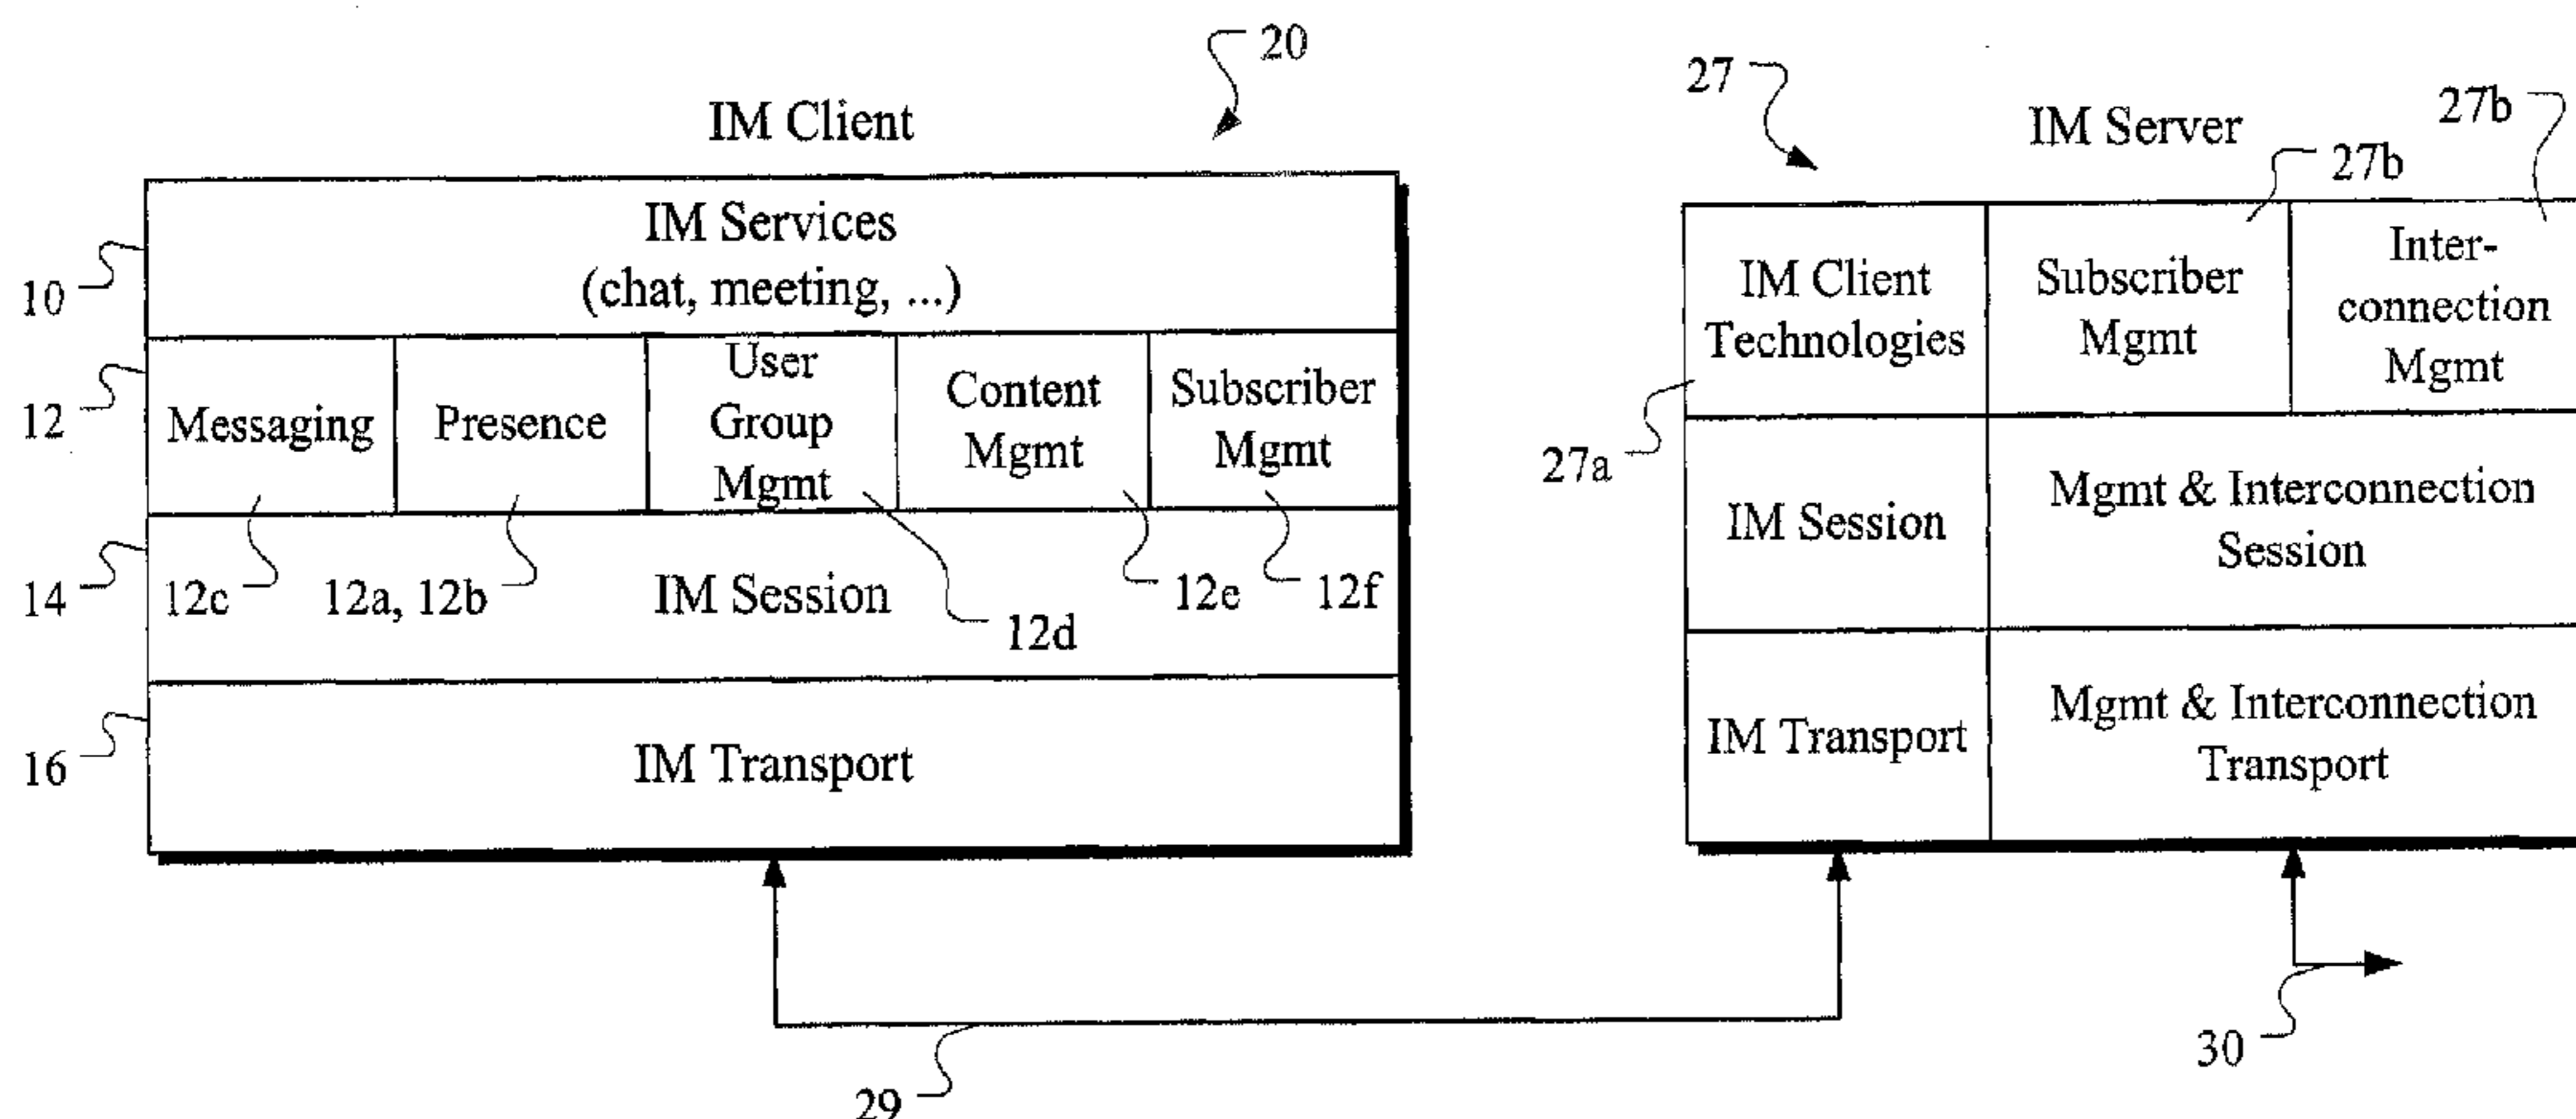 20
IM Client
IM Services
(chat, meeting, ...)
10
12
Messaging
Presence
User
Group
Mgmt
Content
Mgmt
Subscriber
Mgmt
14
12c
12a, 12b
IM Session
12d
12e
12f
16
IM Transport
29
27
IM Server
27b
27b
IM Client
Technologies
Subscriber
Mgmt
Inter-
connection
Mgmt
27a
IM Session
Mgmt & Interconnection
Session
IM Transport
Mgmt & Interconnection
Transport
30